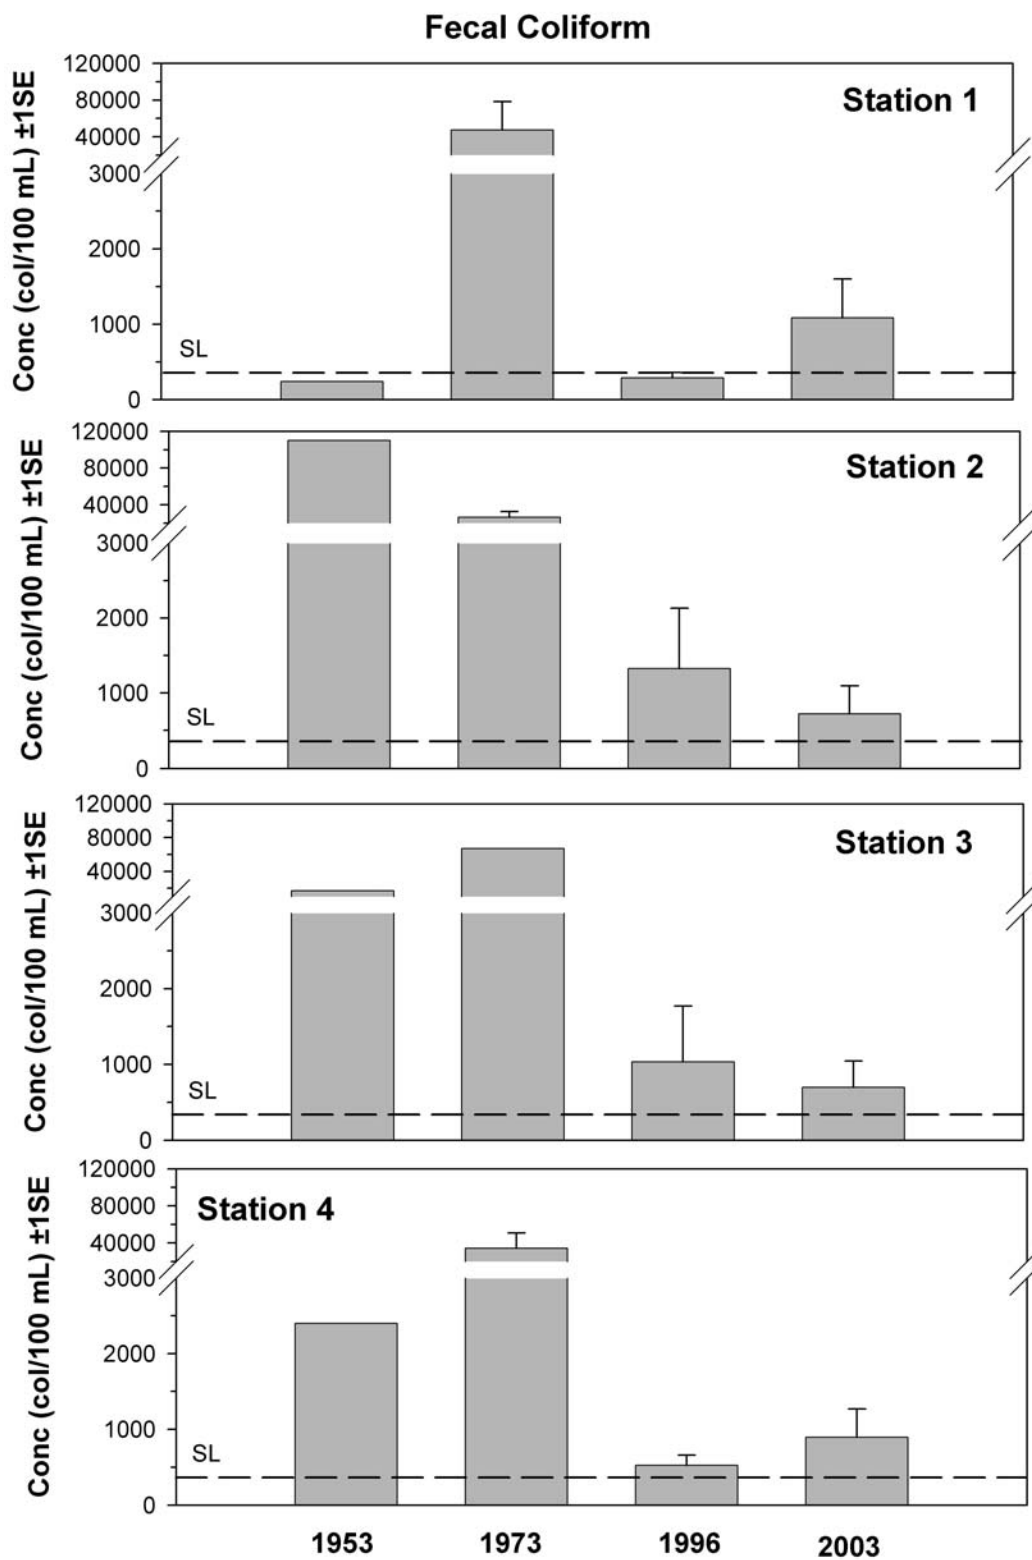 Fecal Coliform
Conc (col/100 mL) ±1SE
120000
80000
40000
3000
2000
1000
0
SL
Station 1
Conc (col/100 mL) ±1SE
120000
80000
40000
3000
2000
1000
0
SL
Station 2
Conc (col/100 mL) ±1SE
120000
80000
40000
3000
2000
1000
0
SL
Station 3
Conc (col/100 mL) ±1SE
120000
80000
40000
3000
2000
1000
0
SL
Station 4
1953 1973 1996 2003